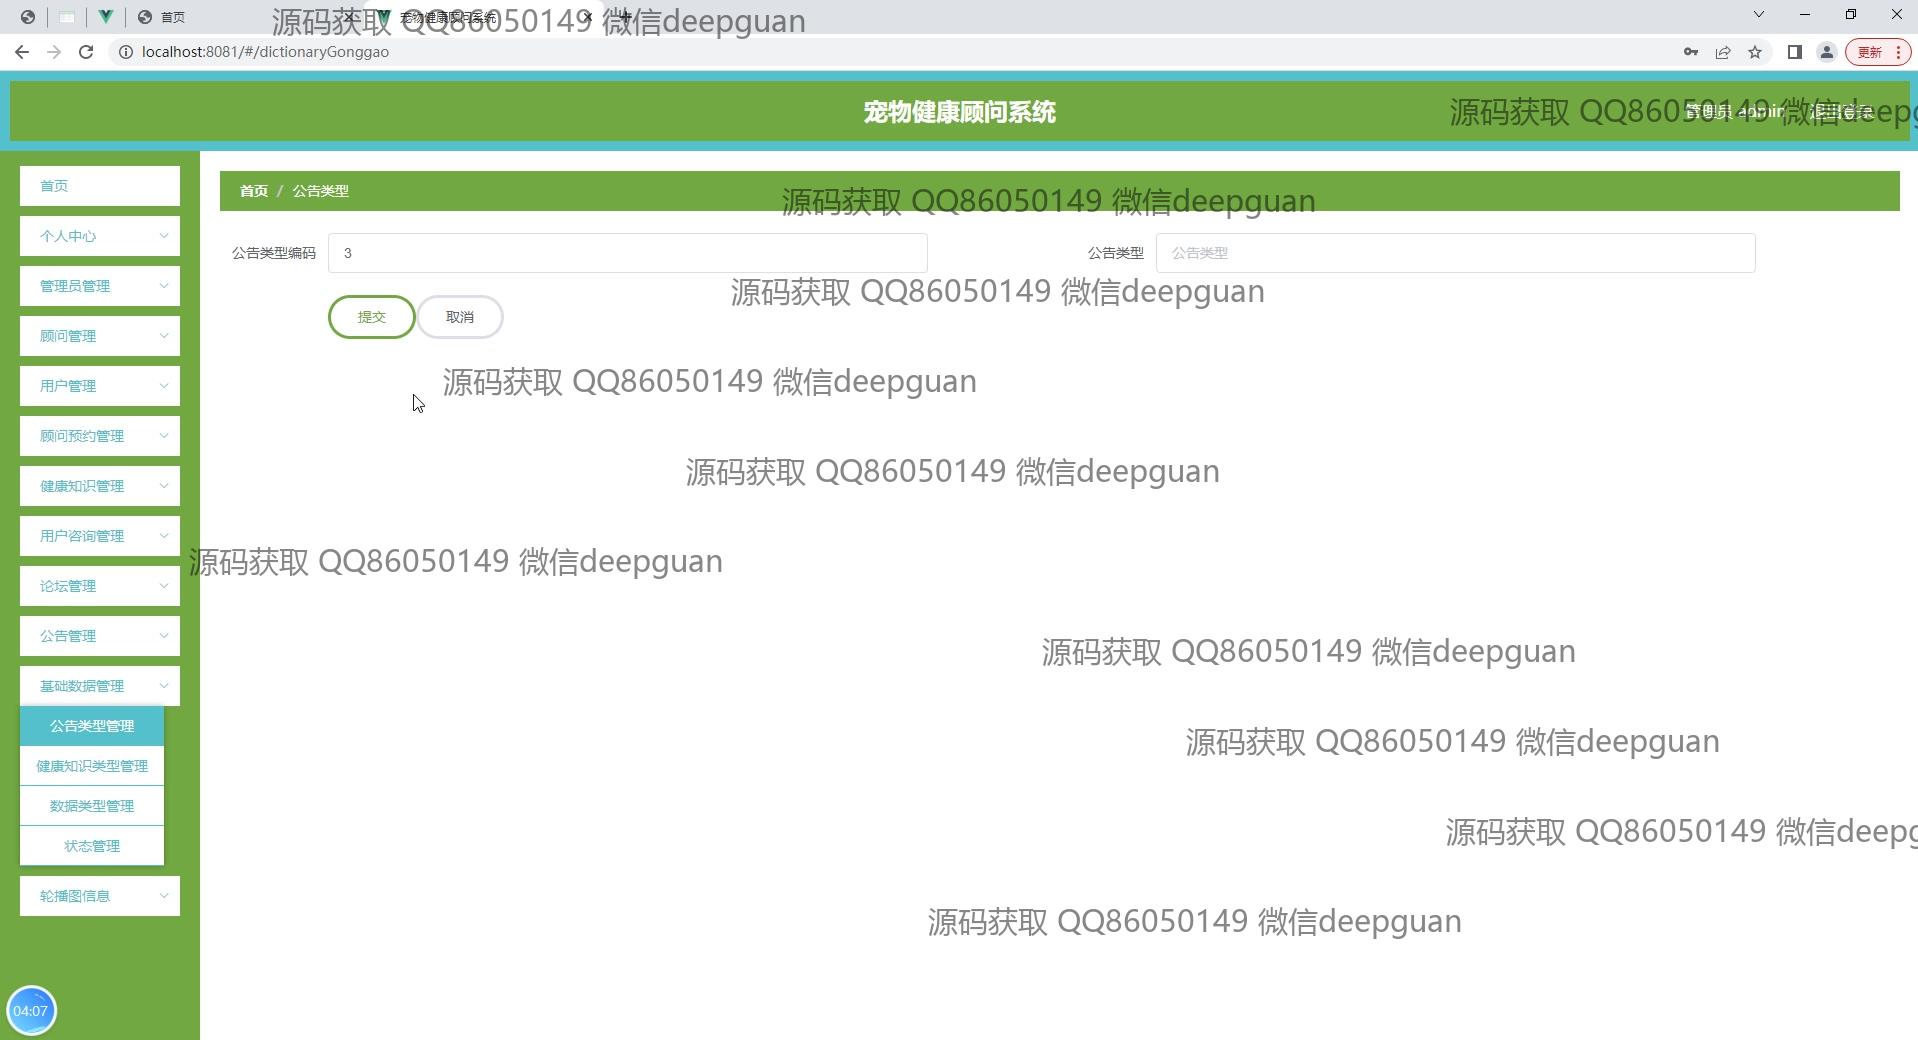 首页
宠物健康顾问系统
源码获取 QQ86050149 微信deepguan
localhost:8081/#/dictionaryGonggao
更新
宠物健康顾问系统
管理员 admin
退出登录
源码获取 QQ86050149 微信deepg
首页
个人中心
管理员管理
顾问管理
用户管理
顾问预约管理
健康知识管理
用户咨询管理
论坛管理
公告管理
基础数据管理
公告类型管理
健康知识类型管理
数据类型管理
状态管理
轮播图信息
04:07
首页 / 公告类型
源码获取 QQ86050149 微信deepguan
公告类型编码 3
公告类型 公告类型
源码获取 QQ86050149 微信deepguan
提交 取消
源码获取 QQ86050149 微信deepguan
源码获取 QQ86050149 微信deepguan
源码获取 QQ86050149 微信deepguan
源码获取 QQ86050149 微信deepguan
源码获取 QQ86050149 微信deepguan
源码获取 QQ86050149 微信deepg
源码获取 QQ86050149 微信deepguan